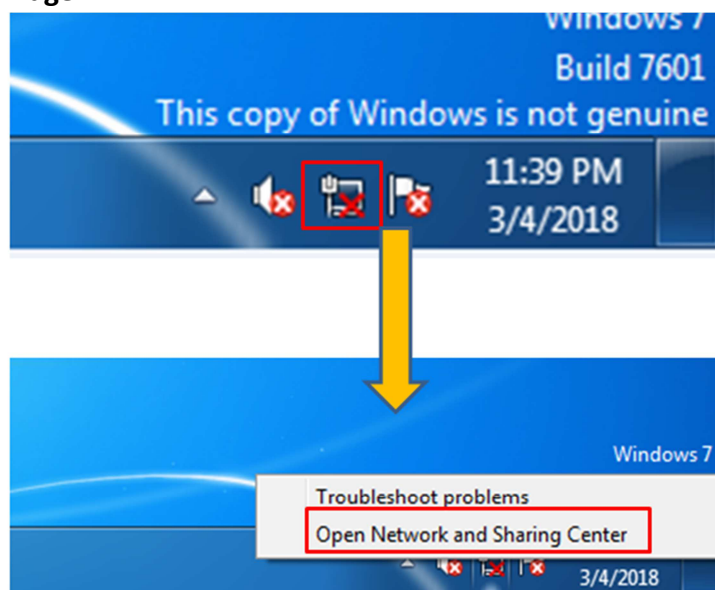 Windows 7
Build 7601
This copy of Windows is not genuine
11:39 PM
3/4/2018
Windows 7
Troubleshoot problems
Open Network and Sharing Center
3/4/2018